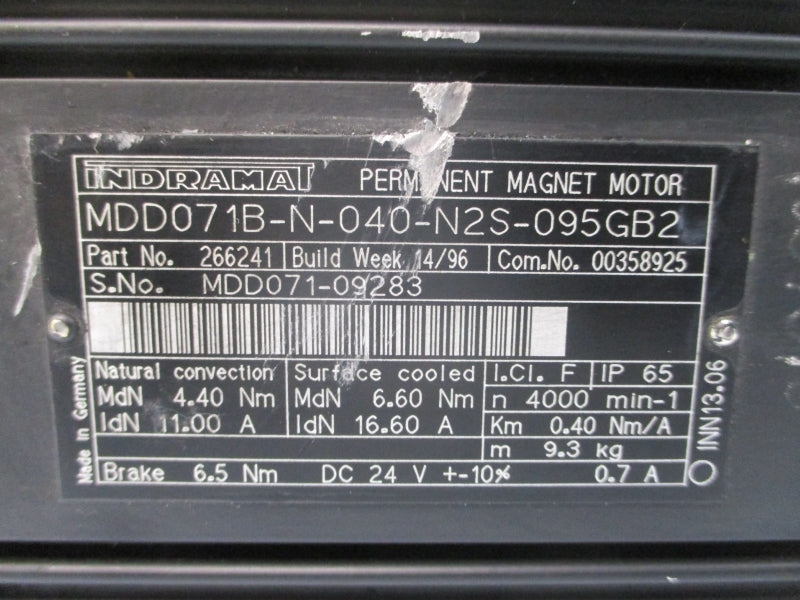 INDRAMAT PERMANENT MAGNET MOTOR
MDD071B-N-040-N2S-095GB2
Part No. 266241 Build Week 14/96 Com.No. 00358925
S.No. MDD071-09283
Natural convection Surface cooled I.Cl. F IP 65
MdN 4.40 Nm MdN 6.60 Nm n 4000 min-1
IdN 11.00 A IdN 16.60 A Km 0.40 Nm/A
m 9.3 kg
Brake 6.5 Nm DC 24 V +-10% 0.7 A
Made in Germany
INN13.06